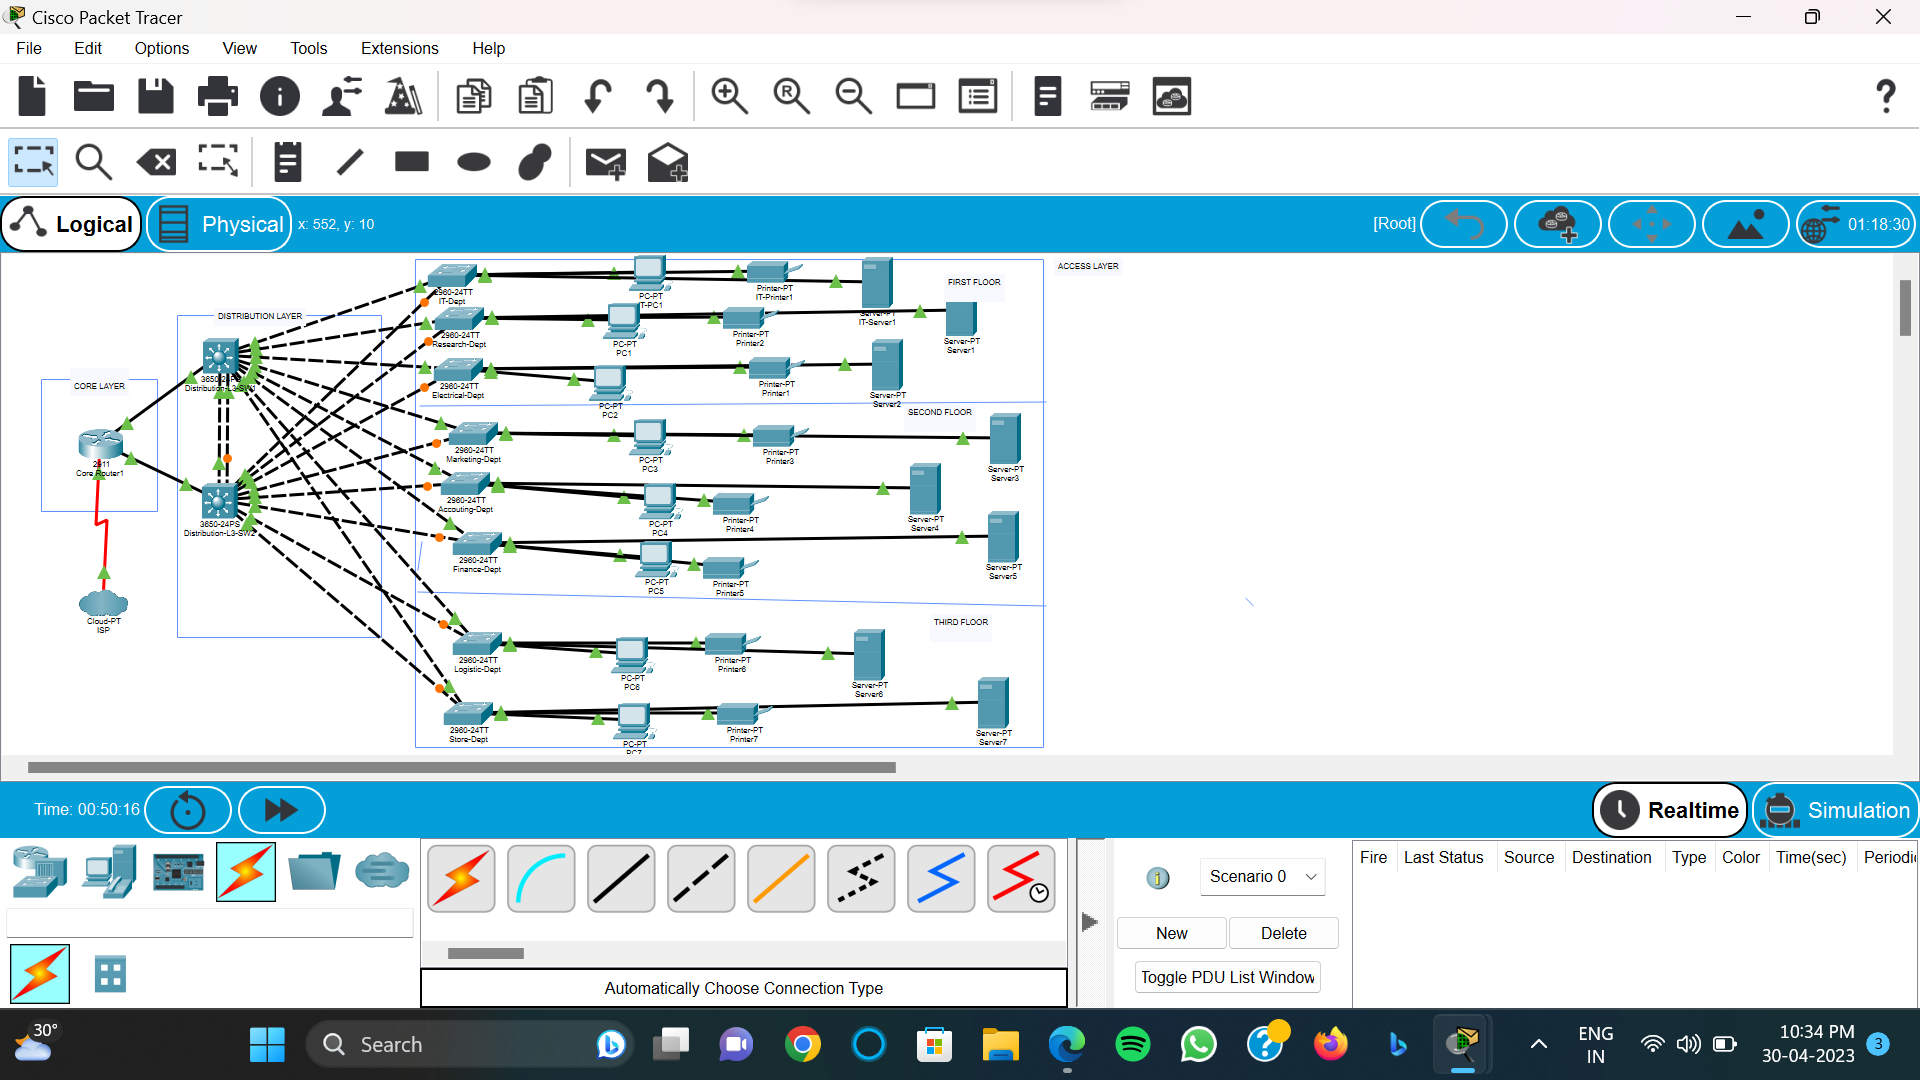 Cisco Packet Tracer
File Edit Options View Tools Extensions Help
Logical Physical x: 552, y: 10 [Root] 01:18:30
ACCESS LAYER
FIRST FLOOR
2960-24TT
IT-Dept
PC-PT
IT-PC1
Printer-PT
IT-Printer1
Server-PT
IT-Server1
DISTRIBUTION LAYER
2960-24TT
Research-Dept
PC-PT
PC1
Printer-PT
Printer2
Server-PT
Server1
3650-24PS
Distribution-L3-SW1
CORE LAYER
2960-24TT
Electrical-Dept
PC-PT
PC2
Printer-PT
Printer1
Server-PT
Server2
SECOND FLOOR
2911
Core Router1
2960-24TT
Marketing-Dept
PC-PT
PC3
Printer-PT
Printer3
Server-PT
Server3
2960-24TT
Accouting-Dept
PC-PT
PC4
Printer-PT
Printer4
Server-PT
Server4
3650-24PS
Distribution-L3-SW2
2960-24TT
Finance-Dept
PC-PT
PC5
Printer-PT
Printer5
Server-PT
Server5
Cloud-PT
ISP
THIRD FLOOR
2960-24TT
Logistic-Dept
PC-PT
PC6
Printer-PT
Printer6
Server-PT
Server6
2960-24TT
Store-Dept
PC-PT
PC7
Printer-PT
Printer7
Server-PT
Server7
Time: 00:50:16 Realtime Simulation
Scenario 0
New Delete
Toggle PDU List Window
Fire Last Status Source Destination Type Color Time(sec) Periodic
Automatically Choose Connection Type
30°
Search
ENG
IN
10:34 PM
30-04-2023
3